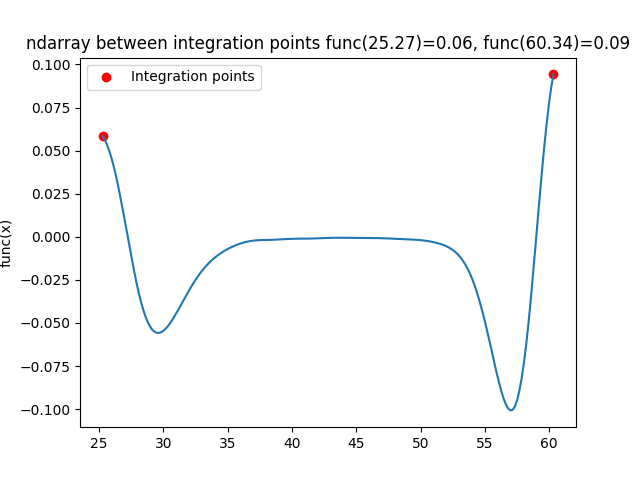 ndarray between integration points func(25.27)=0.06, func(60.34)=0.09
Integration points
func(x)
0.100
0.075
0.050
0.025
0.000
−0.025
−0.050
−0.075
−0.100
25 30 35 40 45 50 55 60